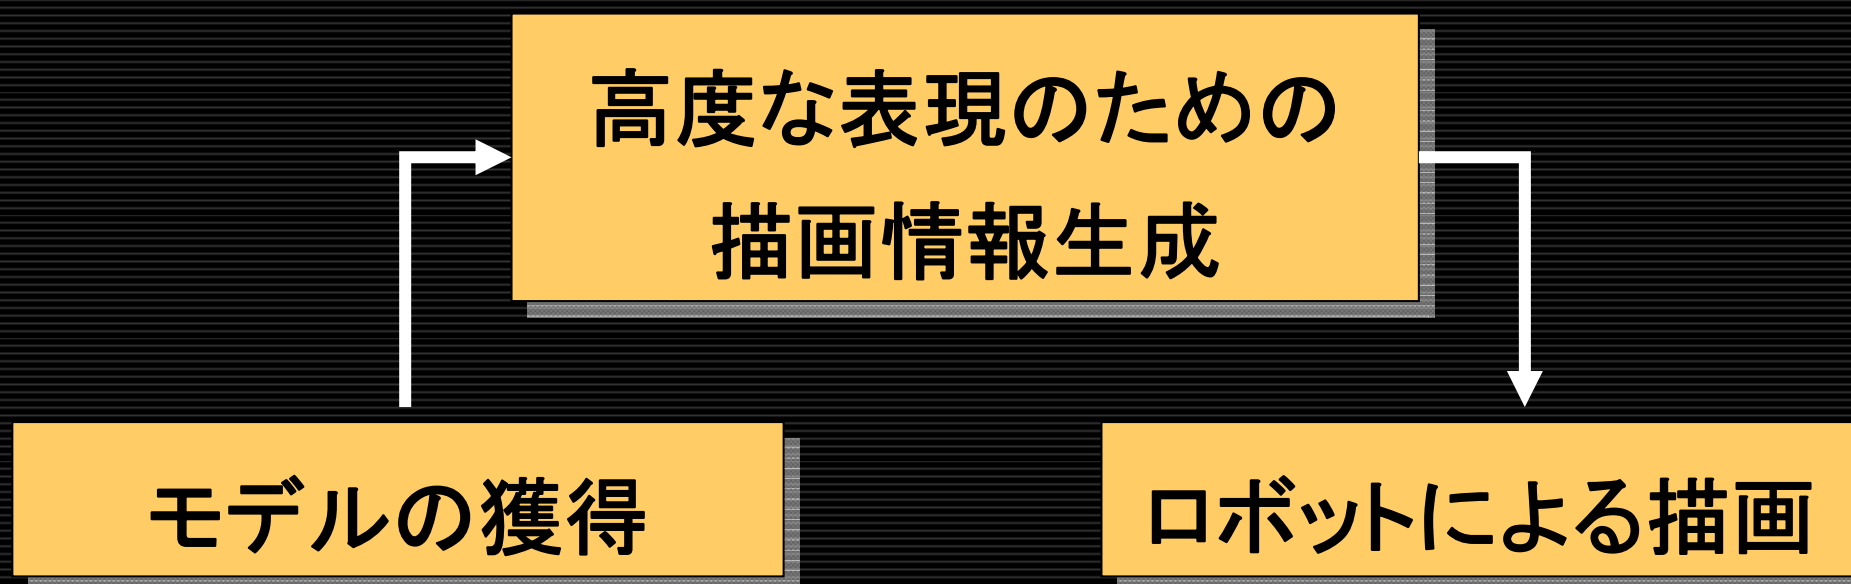 高度な表現のための
描画情報生成
モデルの獲得
ロボットによる描画